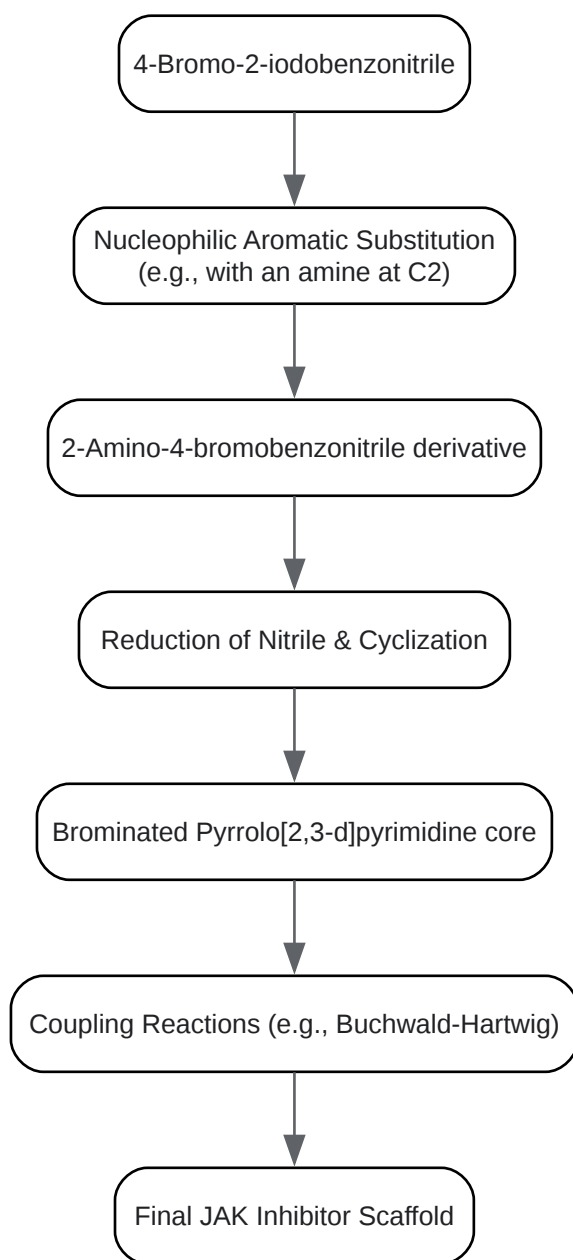 4-Bromo-2-iodobenzonitrile
Nucleophilic Aromatic Substitution
(e.g., with an amine at C2)
2-Amino-4-bromobenzonitrile derivative
Reduction of Nitrile & Cyclization
Brominated Pyrrolo[2,3-d]pyrimidine core
Coupling Reactions (e.g., Buchwald-Hartwig)
Final JAK Inhibitor Scaffold